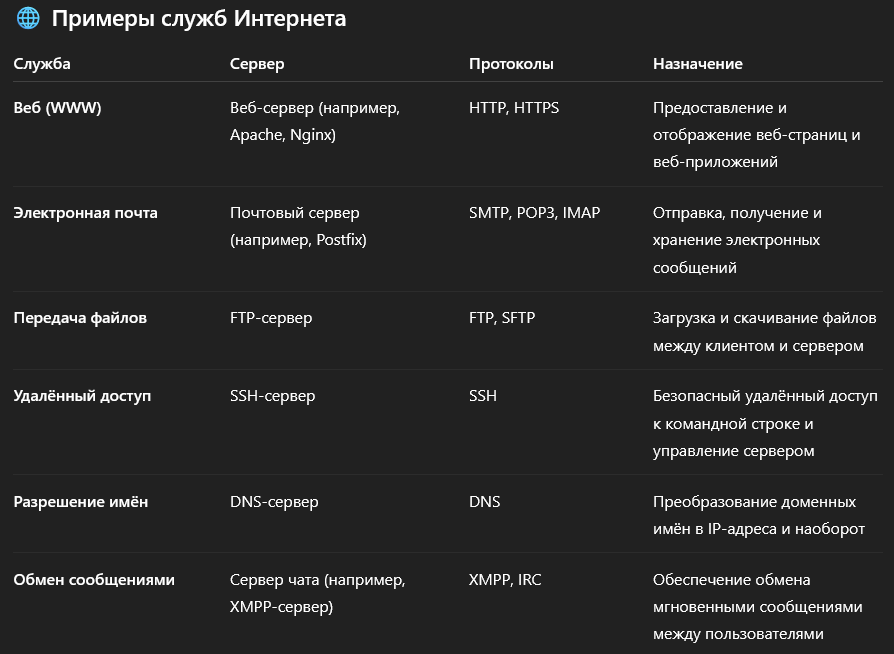 🌐 Примеры служб Интернета
Служба Сервер Протоколы Назначение
Веб (WWW) Веб-сервер (например, HTTP, HTTPS Предоставление и
Apache, Nginx) отображение веб-страниц и
веб-приложений
Электронная почта Почтовый сервер SMTP, POP3, IMAP Отправка, получение и
(например, Postfix) хранение электронных
сообщений
Передача файлов FTP-сервер FTP, SFTP Загрузка и скачивание файлов
между клиентом и сервером
Удалённый доступ SSH-сервер SSH Безопасный удалённый доступ
к командной строке и
управление сервером
Разрешение имён DNS-сервер DNS Преобразование доменных
имён в IP-адреса и наоборот
Обмен сообщениями Сервер чата (например, XMPP, IRC Обеспечение обмена
XMPP-сервер) мгновенными сообщениями
между пользователями